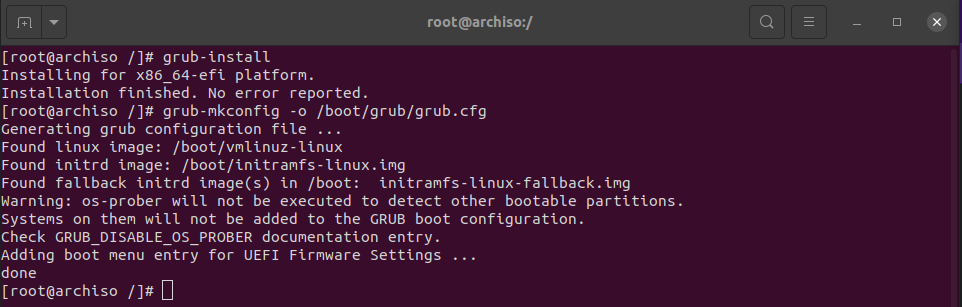 root@archiso:/
[root@archiso /]# grub-install
Installing for x86_64-efi platform.
Installation finished. No error reported.
[root@archiso /]# grub-mkconfig -o /boot/grub/grub.cfg
Generating grub configuration file ...
Found linux image: /boot/vmlinuz-linux
Found initrd image: /boot/initramfs-linux.img
Found fallback initrd image(s) in /boot:  initramfs-linux-fallback.img
Warning: os-prober will not be executed to detect other bootable partitions.
Systems on them will not be added to the GRUB boot configuration.
Check GRUB_DISABLE_OS_PROBER documentation entry.
Adding boot menu entry for UEFI Firmware Settings ...
done
[root@archiso /]#